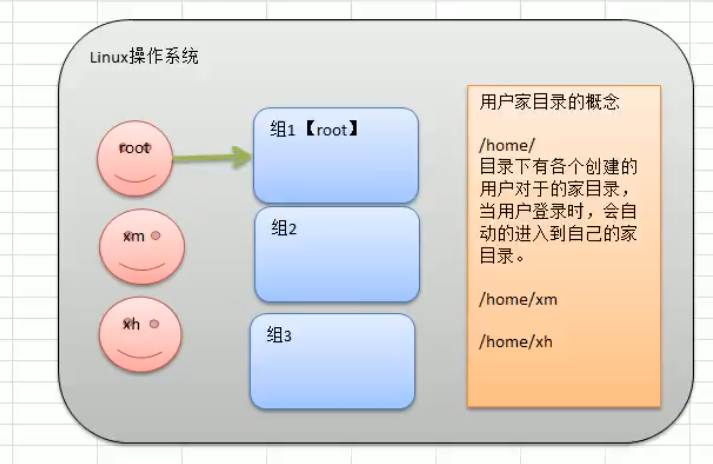 Linux操作系统
root
组1【root】
xm
组2
xh
组3
用户家目录的概念
/home/
目录下有各个创建的
用户对于的家目录，
当用户登录时，会自
动的进入到自己的家
目录。
/home/xm
/home/xh